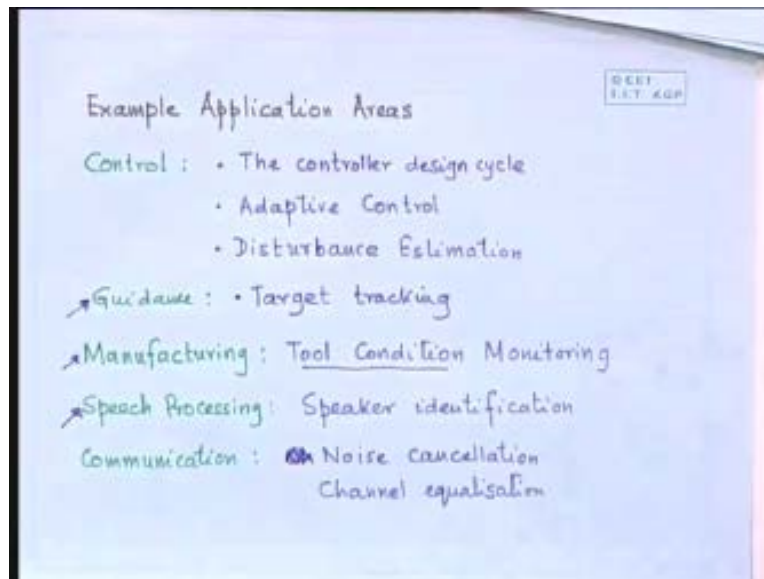 Example Application Areas
I.I.T. KGP
Control : • The controller design cycle
• Adaptive Control
• Disturbance Estimation
Guidance : • Target tracking
Manufacturing : Tool Condition Monitoring
Speech Processing : Speaker identification
Communication : Noise Cancellation
Channel equalisation